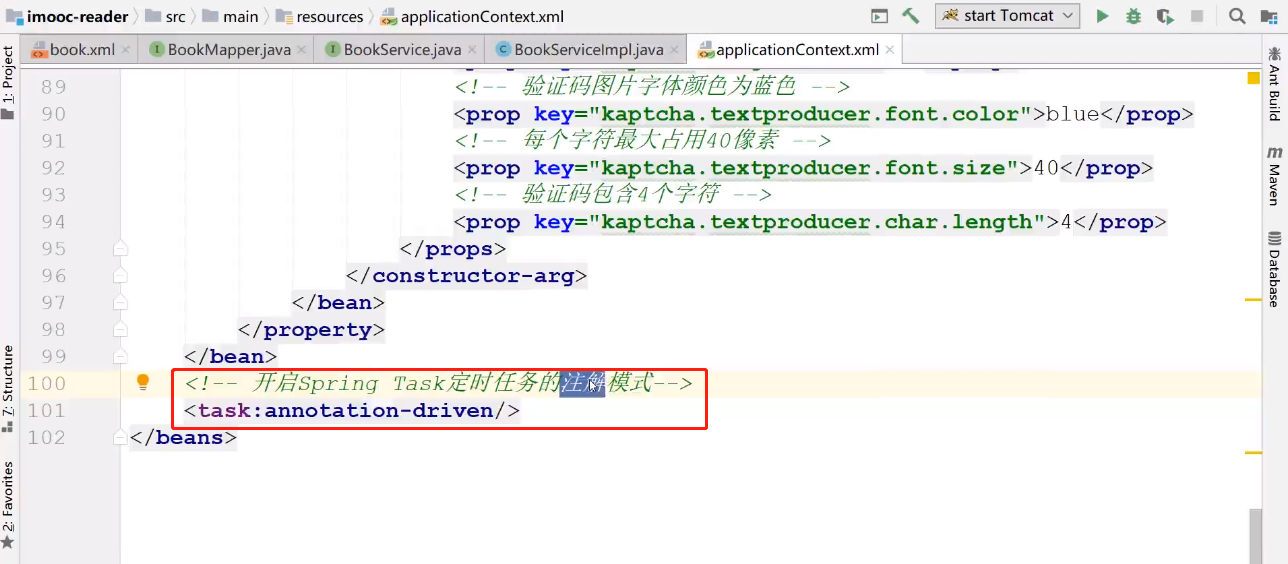 imooc-reader src main resources applicationContext.xml start Tomcat
book.xml BookMapper.java BookService.java BookServiceImpl.java applicationContext.xml
1: Project
7: Structure
2: Favorites
89 <!-- 验证码图片字体颜色为蓝色 -->
90 <prop key="kaptcha.textproducer.font.color">blue</prop>
91 <!-- 每个字符最大占用40像素 -->
92 <prop key="kaptcha.textproducer.font.size">40</prop>
93 <!-- 验证码包含4个字符 -->
94 <prop key="kaptcha.textproducer.char.length">4</prop>
95 </props>
96 </constructor-arg>
97 </bean>
98 </property>
99 </bean>
100 <!-- 开启Spring Task定时任务的注解模式-->
101 <task:annotation-driven/>
102 </beans>
Ant Build
m Maven
Database